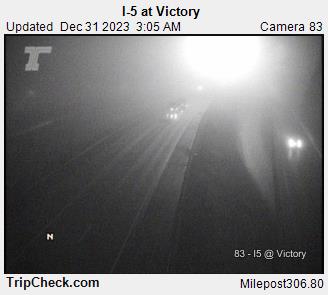 I-5 at Victory
Updated Dec 31 2023 3:05 AM Camera 83
T
N
83 - I5 @ Victory
TripCheck.com Milepost306.80